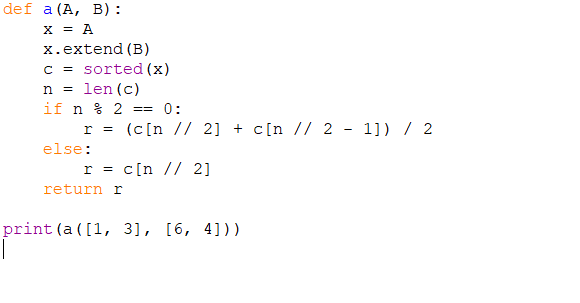 def a(A, B):
    x = A
    x.extend(B)
    c = sorted(x)
    n = len(c)
    if n % 2 == 0:
        r = (c[n // 2] + c[n // 2 - 1]) / 2
    else:
        r = c[n // 2]
    return r

print(a([1, 3], [6, 4]))